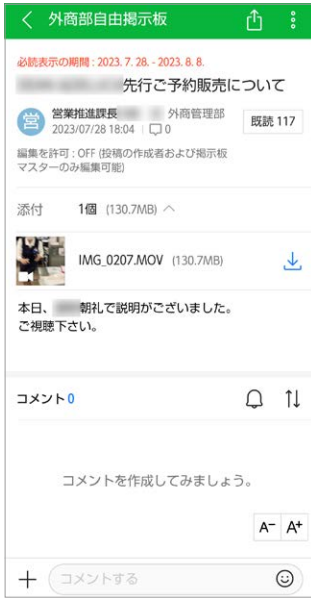 外商部自由掲示板
必読表示の期間 : 2023. 7. 28. - 2023. 8. 8.
先行ご予約販売について
営
営業推進課長
外商管理部
2023/07/28 18:04
0
既読 117
編集を許可 : OFF (投稿の作成者および掲示板
マスターのみ編集可能)
添付 1個 (130.7MB)
IMG_0207.MOV (130.7MB)
本日、
朝礼で説明がございました。
ご視聴下さい。
コメント 0
コメントを作成してみましょう。
A- A+
コメントする